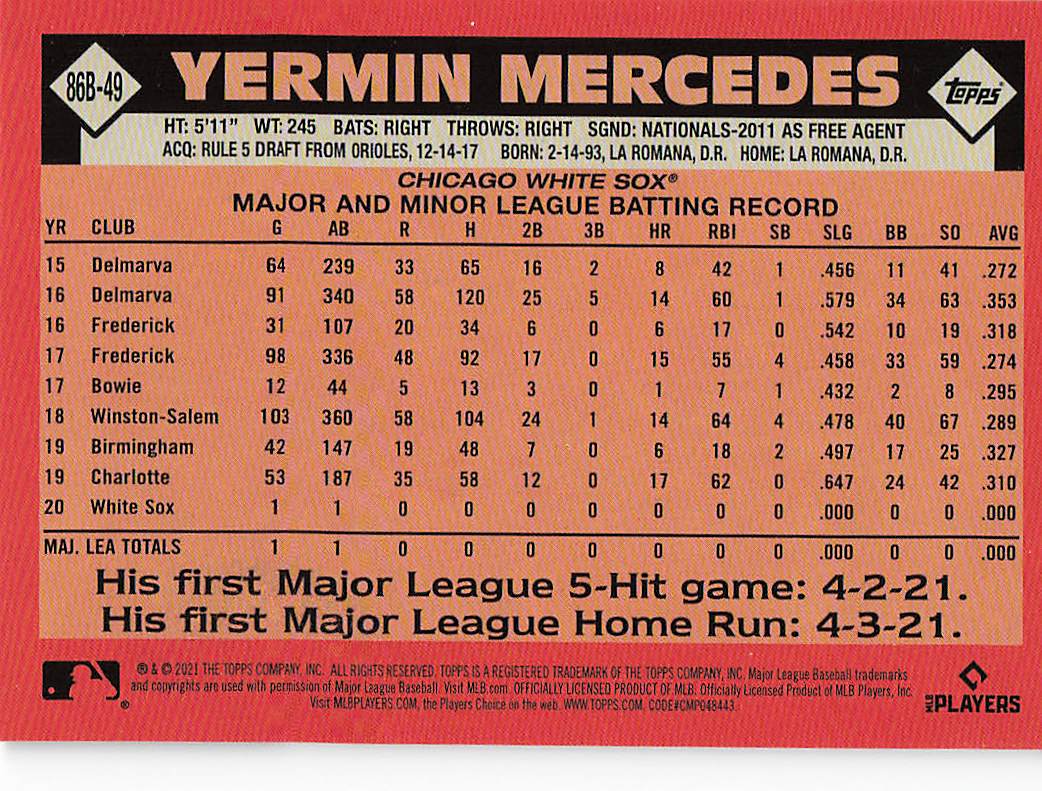 86B-49 YERMIN MERCEDES Topps
HT: 5'11" WT: 245 BATS: RIGHT THROWS: RIGHT SGND: NATIONALS-2011 AS FREE AGENT
ACQ: RULE 5 DRAFT FROM ORIOLES, 12-14-17 BORN: 2-14-93, LA ROMANA, D.R. HOME: LA ROMANA, D.R.
CHICAGO WHITE SOX®
MAJOR AND MINOR LEAGUE BATTING RECORD
YR CLUB G AB R H 2B 3B HR RBI SB SLG BB SO AVG
15 Delmarva 64 239 33 65 16 2 8 42 1 .456 11 41 .272
16 Delmarva 91 340 58 120 25 5 14 60 1 .579 34 63 .353
16 Frederick 31 107 20 34 6 0 6 17 0 .542 10 19 .318
17 Frederick 98 336 48 92 17 0 15 55 4 .458 33 59 .274
17 Bowie 12 44 5 13 3 0 1 7 1 .432 2 8 .295
18 Winston-Salem 103 360 58 104 24 1 14 64 4 .478 40 67 .289
19 Birmingham 42 147 19 48 7 0 6 18 2 .497 17 25 .327
19 Charlotte 53 187 35 58 12 0 17 62 0 .647 24 42 .310
20 White Sox 1 1 0 0 0 0 0 0 0 .000 0 0 .000
MAJ. LEA TOTALS 1 1 0 0 0 0 0 0 0 .000 0 0 .000
His first Major League 5-Hit game: 4-2-21.
His first Major League Home Run: 4-3-21.
® & © 2021 THE TOPPS COMPANY, INC. ALL RIGHTS RESERVED. TOPPS IS A REGISTERED TRADEMARK OF THE TOPPS COMPANY, INC. Major League Baseball trademarks
and copyrights are used with permission of Major League Baseball. Visit MLB.com. OFFICIALLY LICENSED PRODUCT OF MLB. Officially Licensed Product of MLB Players, Inc.
Visit MLBPLAYERS.COM, the Players Choice on the web. WWW.TOPPS.COM. CODE#CMP048443
®
MLB PLAYERS